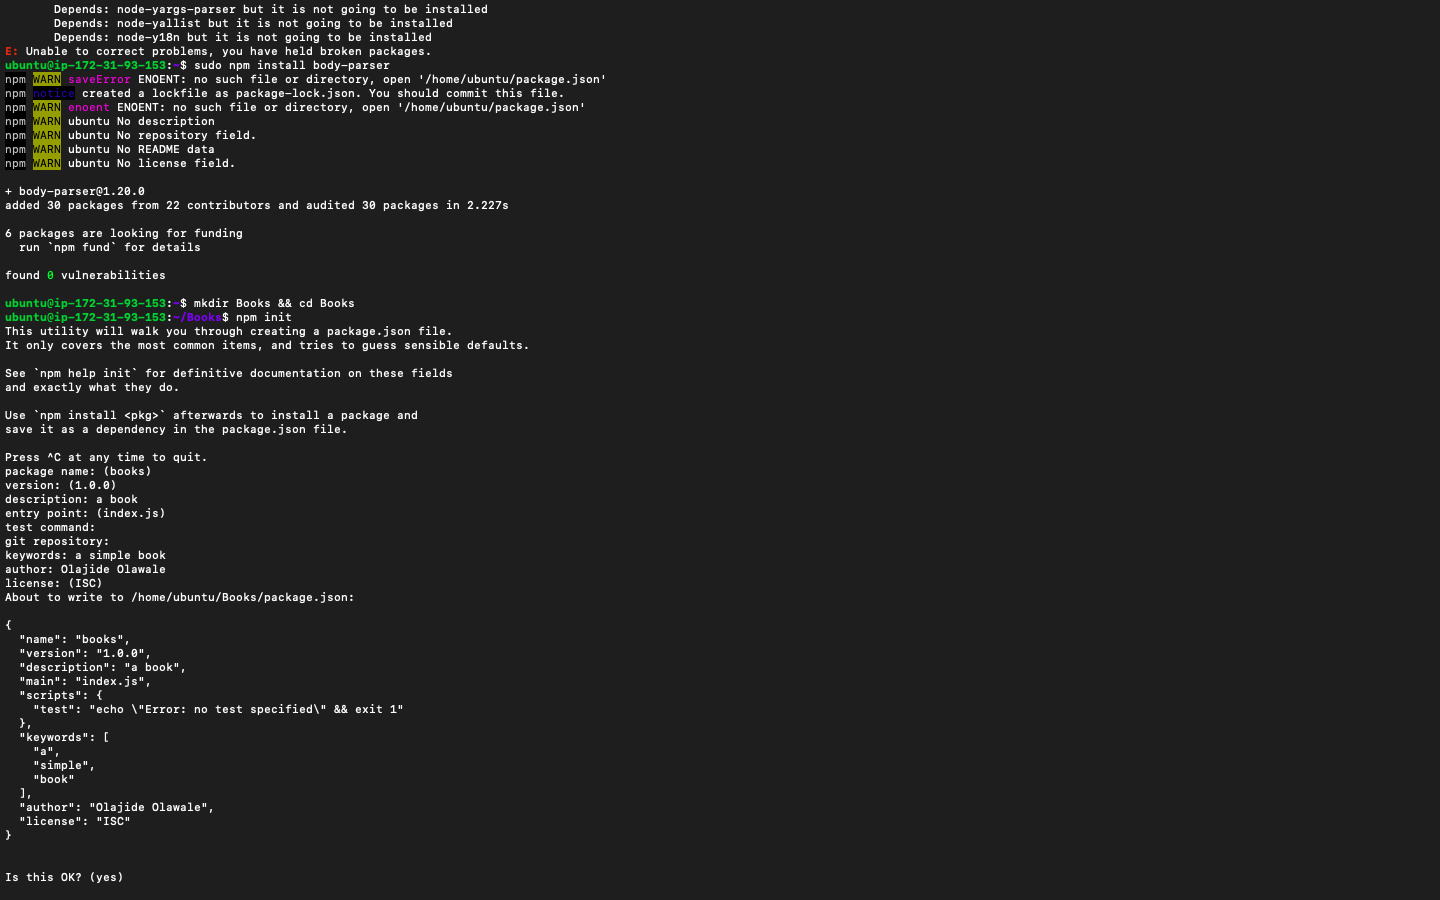 Depends: node-yargs-parser but it is not going to be installed
Depends: node-yallist but it is not going to be installed
Depends: node-y18n but it is not going to be installed
E: Unable to correct problems, you have held broken packages.
ubuntu@ip-172-31-93-153:~$ sudo npm install body-parser
npm WARN saveError ENOENT: no such file or directory, open '/home/ubuntu/package.json'
npm notice created a lockfile as package-lock.json. You should commit this file.
npm WARN enoent ENOENT: no such file or directory, open '/home/ubuntu/package.json'
npm WARN ubuntu No description
npm WARN ubuntu No repository field.
npm WARN ubuntu No README data
npm WARN ubuntu No license field.

+ body-parser@1.20.0
added 30 packages from 22 contributors and audited 30 packages in 2.227s

6 packages are looking for funding
  run `npm fund` for details

found 0 vulnerabilities

ubuntu@ip-172-31-93-153:~$ mkdir Books && cd Books
ubuntu@ip-172-31-93-153:~/Books$ npm init
This utility will walk you through creating a package.json file.
It only covers the most common items, and tries to guess sensible defaults.

See `npm help init` for definitive documentation on these fields
and exactly what they do.

Use `npm install <pkg>` afterwards to install a package and
save it as a dependency in the package.json file.

Press ^C at any time to quit.
package name: (books)
version: (1.0.0)
description: a book
entry point: (index.js)
test command:
git repository:
keywords: a simple book
author: Olajide Olawale
license: (ISC)
About to write to /home/ubuntu/Books/package.json:

{
  "name": "books",
  "version": "1.0.0",
  "description": "a book",
  "main": "index.js",
  "scripts": {
    "test": "echo \"Error: no test specified\" && exit 1"
  },
  "keywords": [
    "a",
    "simple",
    "book"
  ],
  "author": "Olajide Olawale",
  "license": "ISC"
}

Is this OK? (yes)